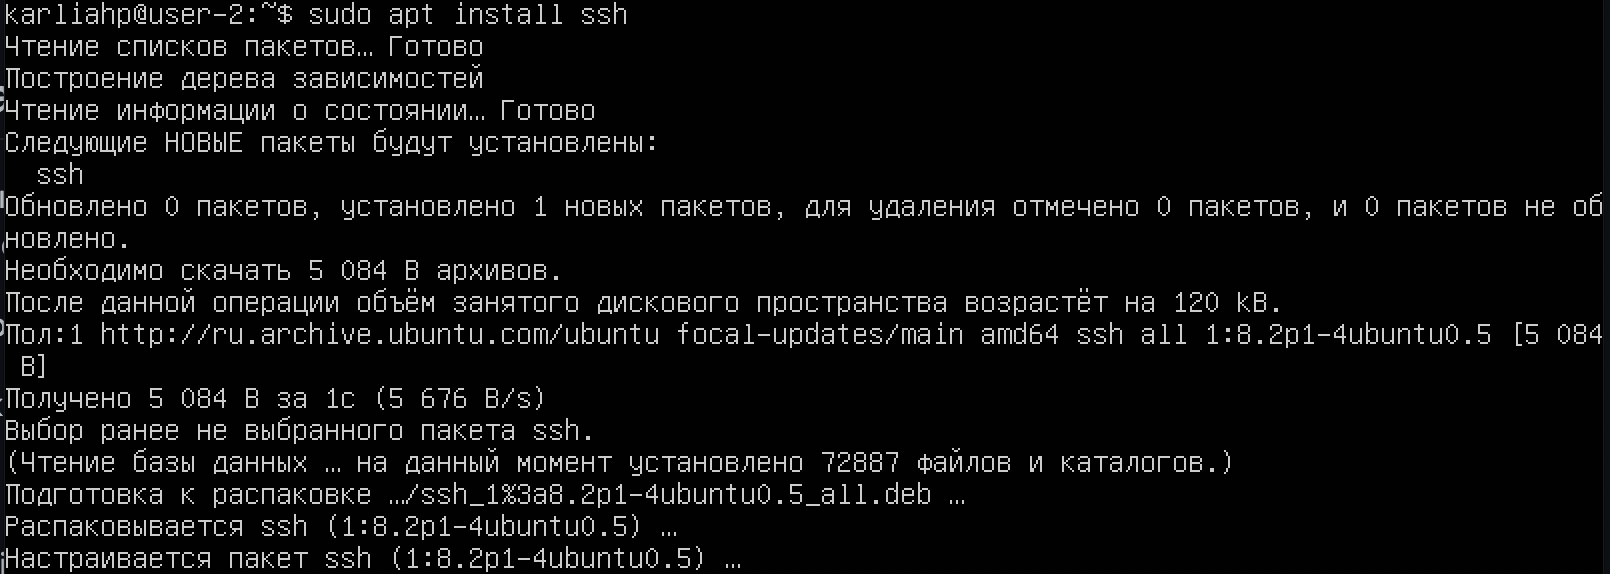 karliahp@user-2:~$ sudo apt install ssh
Чтение списков пакетов… Готово
Построение дерева зависимостей
Чтение информации о состоянии… Готово
Следующие НОВЫЕ пакеты будут установлены:
  ssh
Обновлено 0 пакетов, установлено 1 новых пакетов, для удаления отмечено 0 пакетов, и 0 пакетов не об
новлено.
Необходимо скачать 5 084 B архивов.
После данной операции объём занятого дискового пространства возрастёт на 120 kB.
Пол:1 http://ru.archive.ubuntu.com/ubuntu focal-updates/main amd64 ssh all 1:8.2p1-4ubuntu0.5 [5 084
 B]
Получено 5 084 B за 1с (5 676 B/s)
Выбор ранее не выбранного пакета ssh.
(Чтение базы данных … на данный момент установлено 72887 файлов и каталогов.)
Подготовка к распаковке …/ssh_1%3a8.2p1-4ubuntu0.5_all.deb …
Распаковывается ssh (1:8.2p1-4ubuntu0.5) …
Настраивается пакет ssh (1:8.2p1-4ubuntu0.5) …